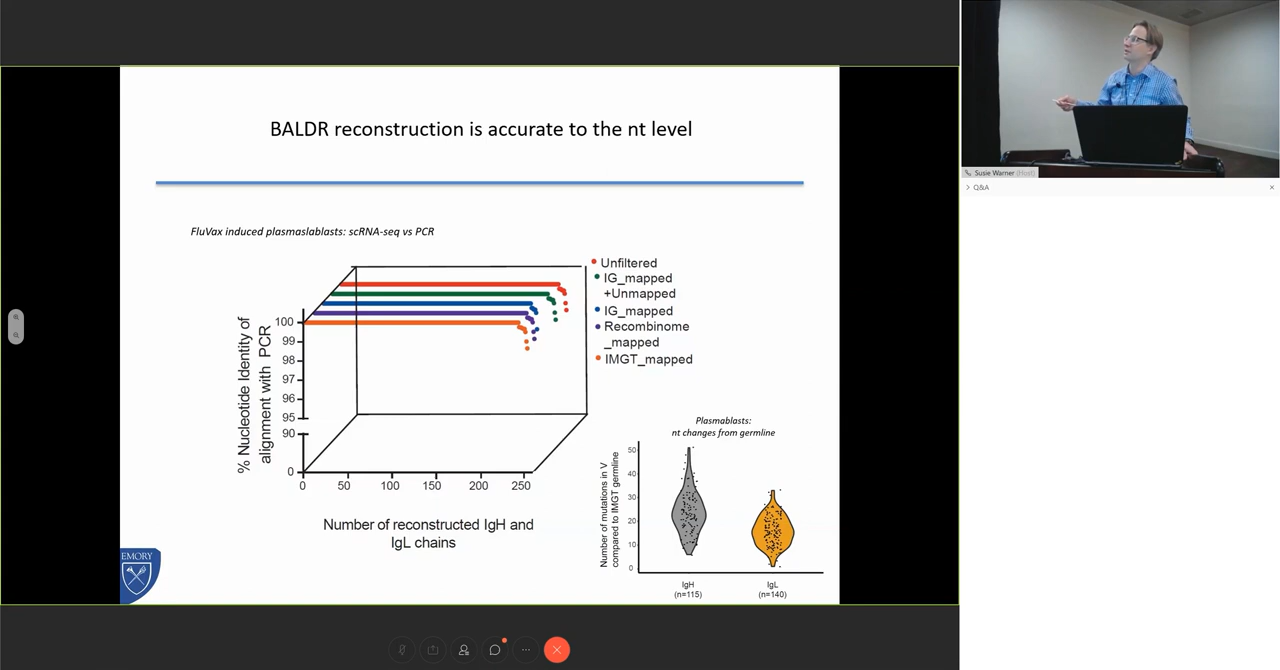 BALDR reconstruction is accurate to the nt level
FluVax induced plasmaslablasts: scRNA-seq vs PCR
% Nucleotide Identity of
alignment with PCR
100
99
98
97
96
95
90
0
0 50 100 150 200 250
Number of reconstructed IgH and
IgL chains
Unfiltered
IG_mapped
+Unmapped
IG_mapped
Recombinome
_mapped
IMGT_mapped
Plasmablasts:
nt changes from germline
Number of mutations in V
compared to IMGT germline
50
40
30
20
10
0
IgH IgL
(n=115) (n=140)
EMORY
Susie Warner (Host)
Q&A